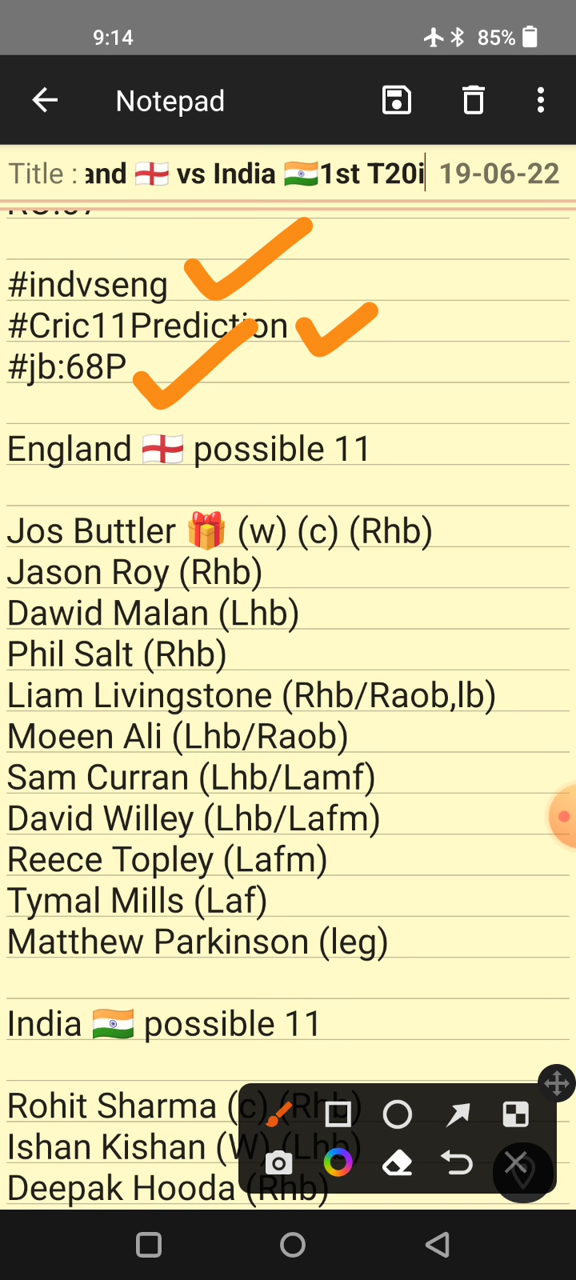 9:14 85%
Notepad
Title : and 🏴󠁧󠁢󠁥󠁮󠁧󠁿 vs India 🇮🇳1st T20i 19-06-22
#indvseng
#Cric11Prediction
#jb:68P
England 🏴󠁧󠁢󠁥󠁮󠁧󠁿 possible 11
Jos Buttler 🎁 (w) (c) (Rhb)
Jason Roy (Rhb)
Dawid Malan (Lhb)
Phil Salt (Rhb)
Liam Livingstone (Rhb/Raob,lb)
Moeen Ali (Lhb/Raob)
Sam Curran (Lhb/Lamf)
David Willey (Lhb/Lafm)
Reece Topley (Lafm)
Tymal Mills (Laf)
Matthew Parkinson (leg)
India 🇮🇳 possible 11
Rohit Sharma (c) (Rhb)
Ishan Kishan (W) (Lhb)
Deepak Hooda (Rhb)